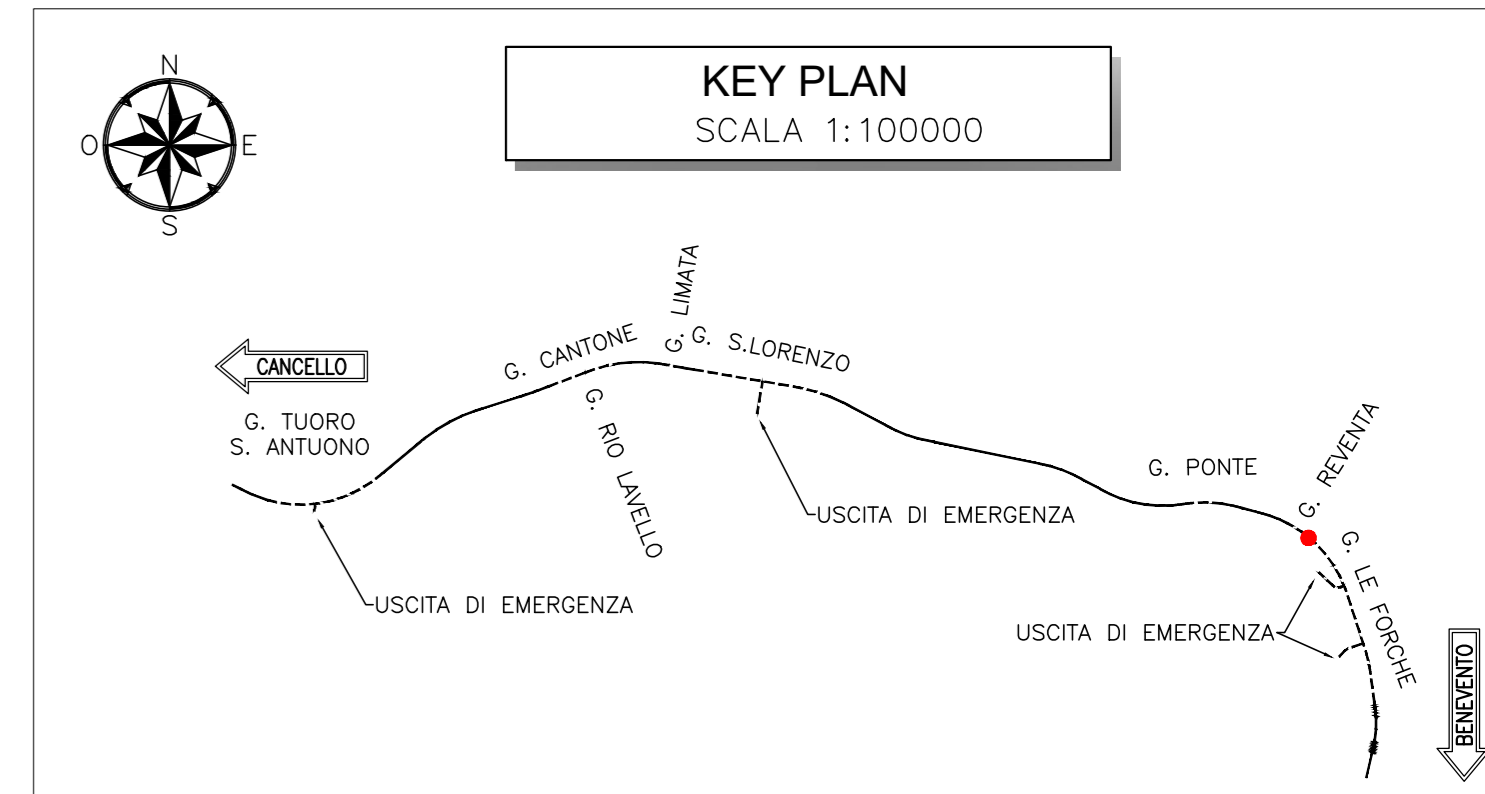 N
O
E
S
KEY PLAN
SCALA 1:100000
CANCELLO
G. TUORO
S. ANTUONO
G. CANTONE
G. RIO LAVELLO
G. LIMATA
G. S.LORENZO
USCITA DI EMERGENZA
USCITA DI EMERGENZA
G. PONTE
G. REVENTA
G. LE FORCHE
USCITA DI EMERGENZA
BENEVENTO